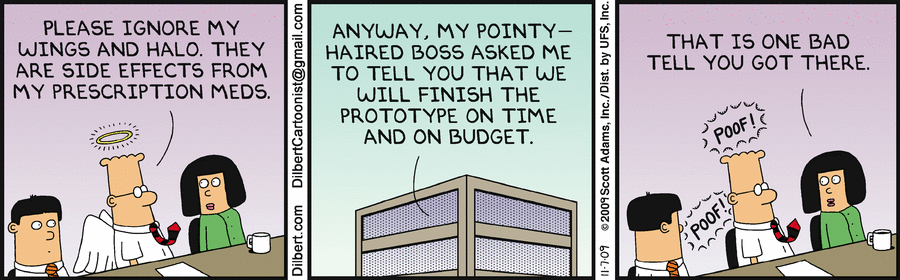 PLEASE IGNORE MY
WINGS AND HALO. THEY
ARE SIDE EFFECTS FROM
MY PRESCRIPTION MEDS.
Dilbert.com DilbertCartoonist@gmail.com
ANYWAY, MY POINTY-
HAIRED BOSS ASKED ME
TO TELL YOU THAT WE
WILL FINISH THE
PROTOTYPE ON TIME
AND ON BUDGET.
11-7-09 ©2009 Scott Adams, Inc./Dist. by UFS, Inc.
THAT IS ONE BAD
TELL YOU GOT THERE.
POOF!
POOF!